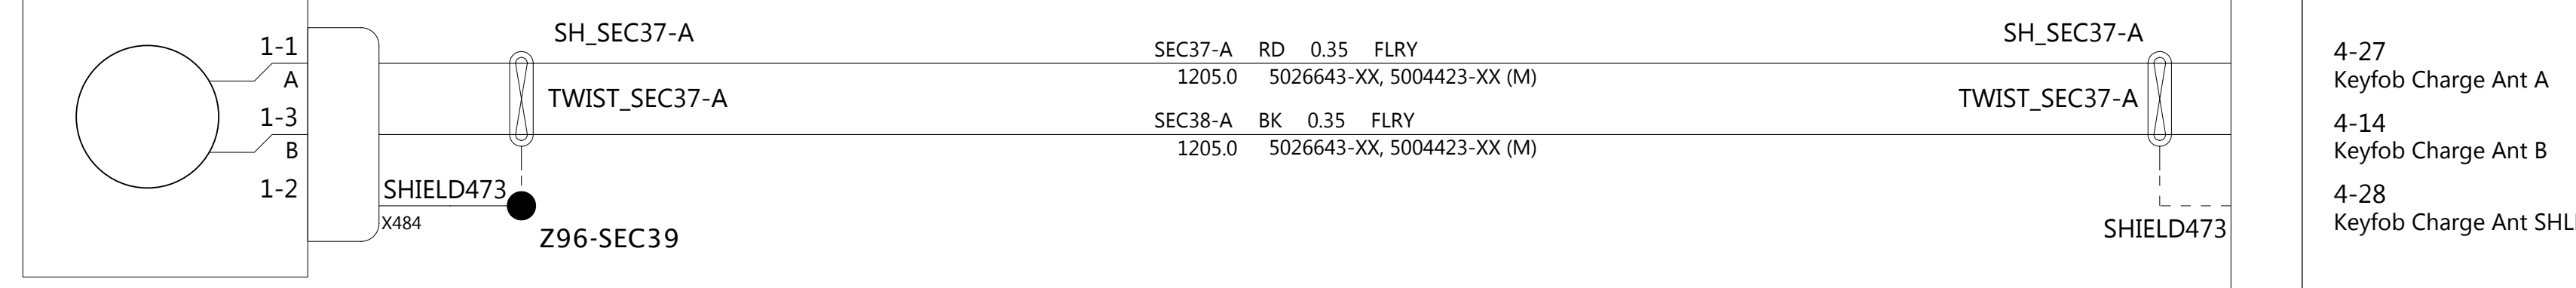 SH_SEC37-A
SH_SEC37-A
1-1
SEC37-A RD 0.35 FLRY
4-27
A
1205.0 5026643-XX, 5004423-XX (M)
Keyfob Charge Ant A
TWIST_SEC37-A
TWIST_SEC37-A
1-3
SEC38-A BK 0.35 FLRY
4-14
B
1205.0 5026643-XX, 5004423-XX (M)
Keyfob Charge Ant B
1-2
SHIELD473
4-28
X484
Keyfob Charge Ant SHL
Z96-SEC39
SHIELD473